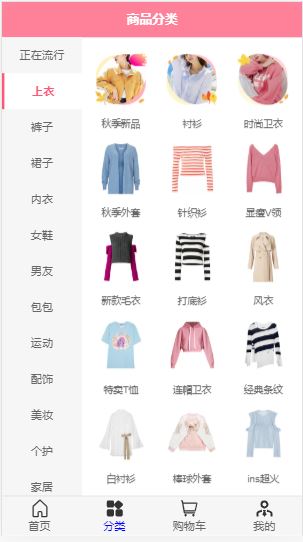 商品分类
正在流行
上衣
裤子
裙子
内衣
女鞋
男友
包包
运动
配饰
美妆
个护
家居
秋季新品 衬衫 时尚卫衣
秋季外套 针织衫 显瘦V领
新款毛衣 打底衫 风衣
特卖T恤 连帽卫衣 经典条纹
白衬衫 棒球外套 ins超火
首页 分类 购物车 我的